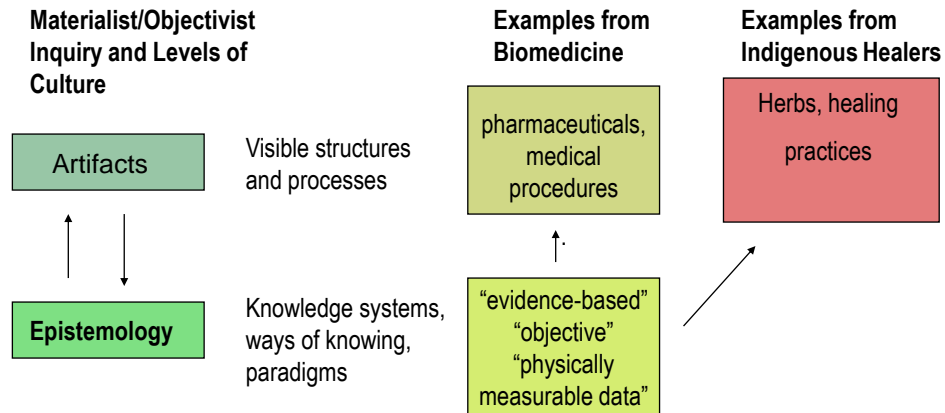 Materialist/Objectivist
Inquiry and Levels of
Culture
Examples from
Biomedicine
Examples from
Indigenous Healers
Artifacts
Visible structures
and processes
pharmaceuticals,
medical
procedures
Herbs, healing
practices
.
Epistemology
Knowledge systems,
ways of knowing,
paradigms
“evidence-based”
“objective”
“physically
measurable data”